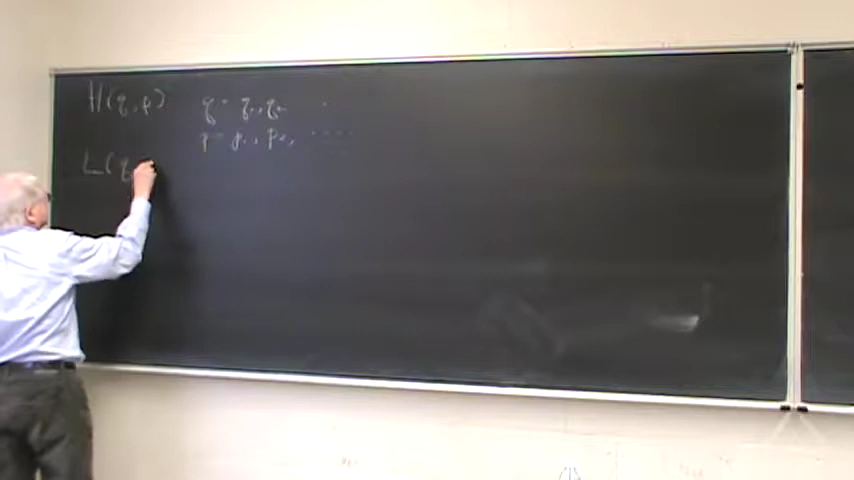 H(q, p) q = q₁, q₂, .
p = p₁, p₂, ....
L(q